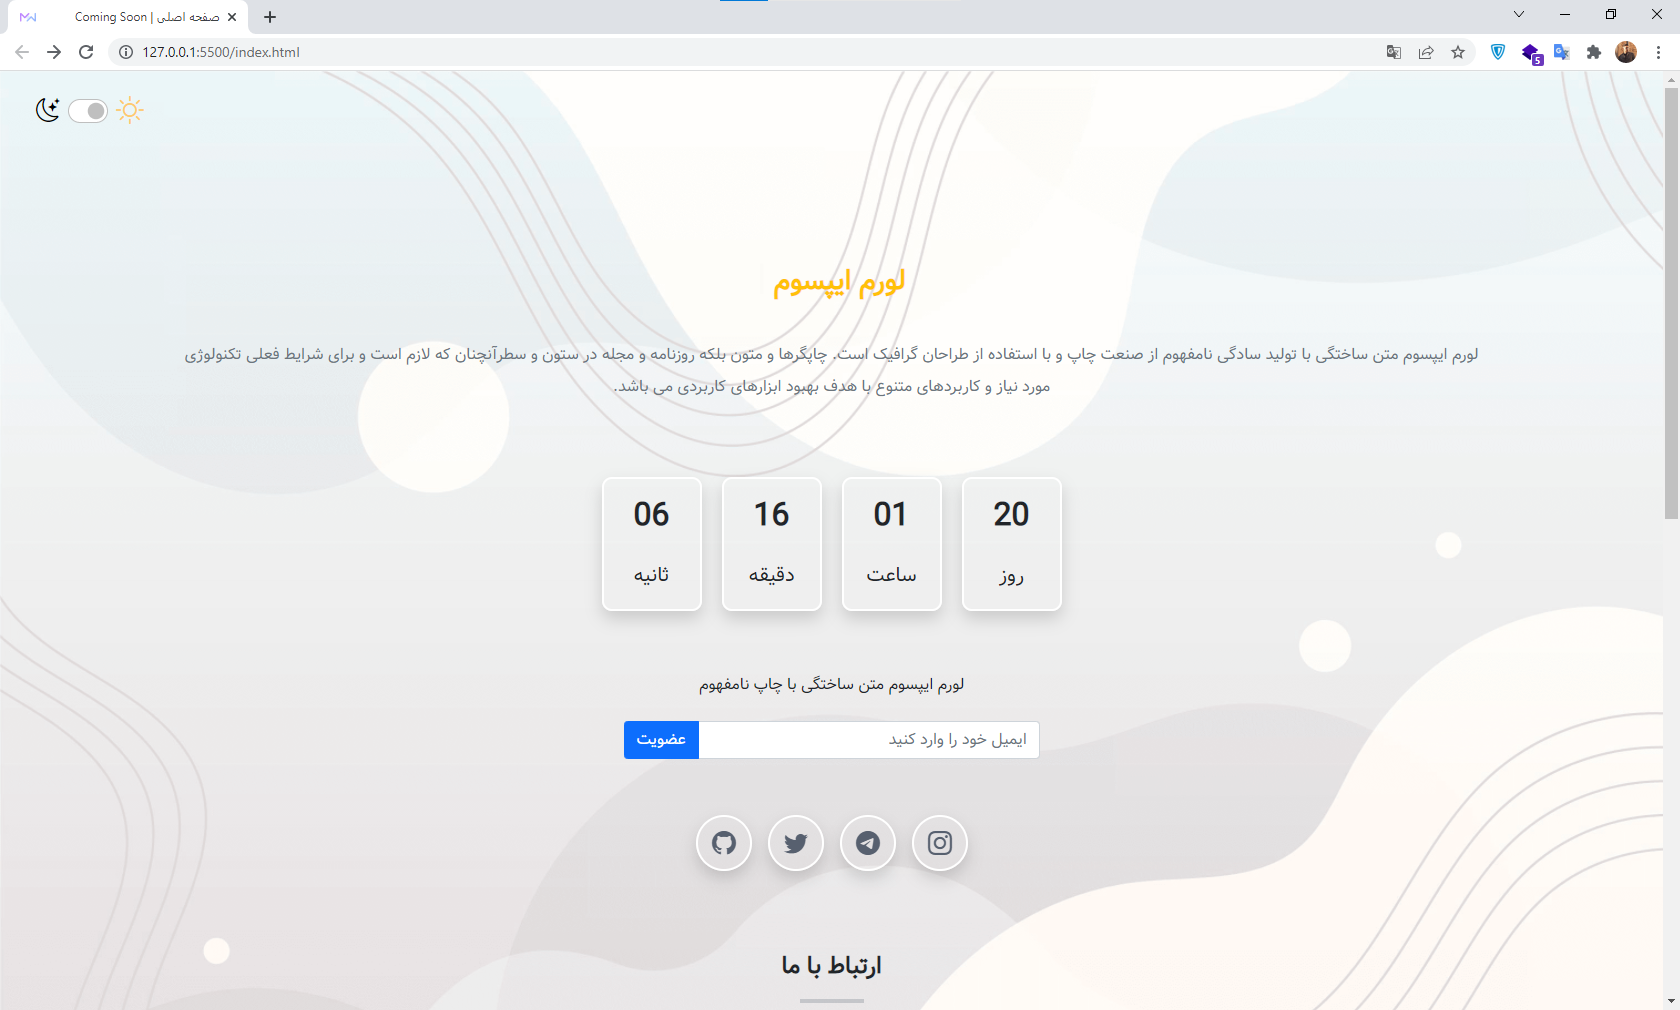 صفحه اصلی | Coming Soon
127.0.0.1:5500/index.html
5
لورم ایپسوم
لورم ایپسوم متن ساختگی با تولید سادگی نامفهوم از صنعت چاپ و با استفاده از طراحان گرافیک است. چاپگرها و متون بلکه روزنامه و مجله در ستون و سطرآنچنان که لازم است و برای شرایط فعلی تکنولوژی
مورد نیاز و کاربردهای متنوع با هدف بهبود ابزارهای کاربردی می باشد.
20 01 16 06
روز ساعت دقیقه ثانیه
لورم ایپسوم متن ساختگی با چاپ نامفهوم
ایمیل خود را وارد کنید عضویت
ارتباط با ما